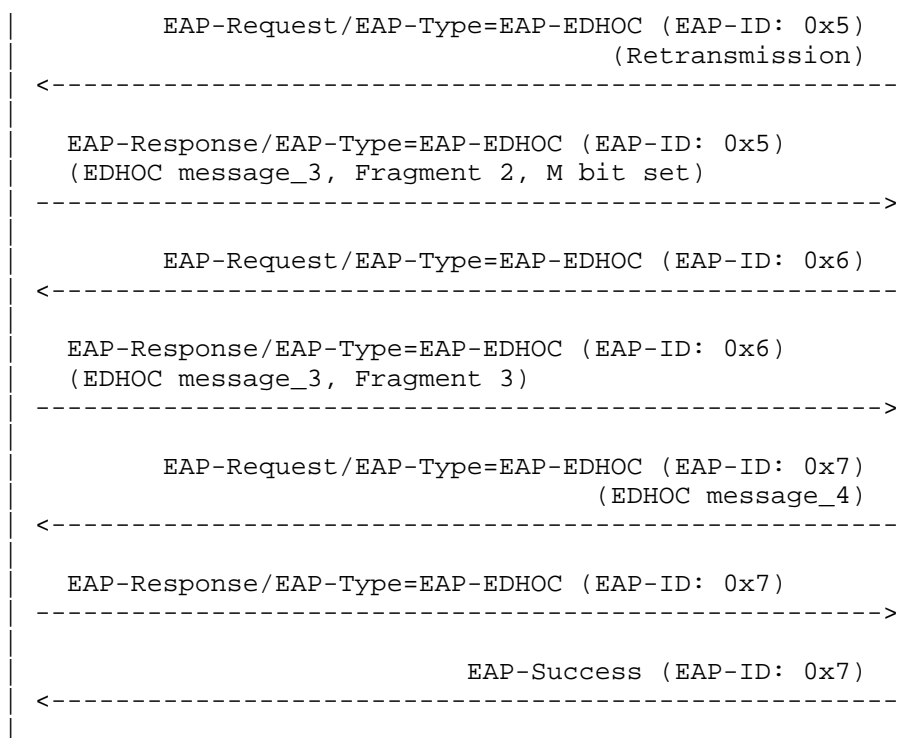 EAP-Request/EAP-Type=EAP-EDHOC (EAP-ID: 0x5)
(Retransmission)
<------------------------------------------------------
EAP-Response/EAP-Type=EAP-EDHOC (EAP-ID: 0x5)
(EDHOC message_3, Fragment 2, M bit set)
------------------------------------------------------>
EAP-Request/EAP-Type=EAP-EDHOC (EAP-ID: 0x6)
<------------------------------------------------------
EAP-Response/EAP-Type=EAP-EDHOC (EAP-ID: 0x6)
(EDHOC message_3, Fragment 3)
------------------------------------------------------>
EAP-Request/EAP-Type=EAP-EDHOC (EAP-ID: 0x7)
(EDHOC message_4)
<------------------------------------------------------
EAP-Response/EAP-Type=EAP-EDHOC (EAP-ID: 0x7)
------------------------------------------------------>
EAP-Success (EAP-ID: 0x7)
<------------------------------------------------------